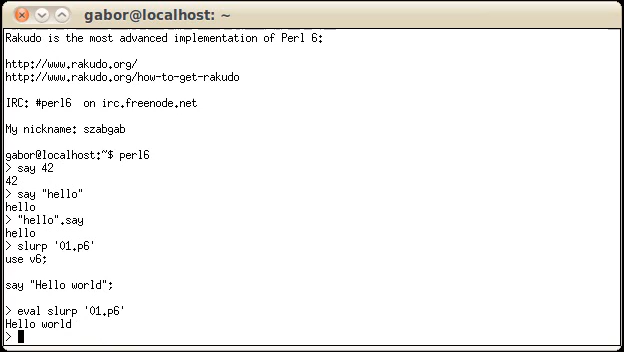 gabor@localhost: ~
Rakudo is the most advanced implementation of Perl 6:
http://www.rakudo.org/
http://www.rakudo.org/how-to-get-rakudo
IRC: #perl6  on irc.freenode.net
My nickname: szabgab
gabor@localhost:~$ perl6
> say 42
42
> say "hello"
hello
> "hello".say
hello
> slurp '01.p6'
use v6;
say "Hello world";
> eval slurp '01.p6'
Hello world
>